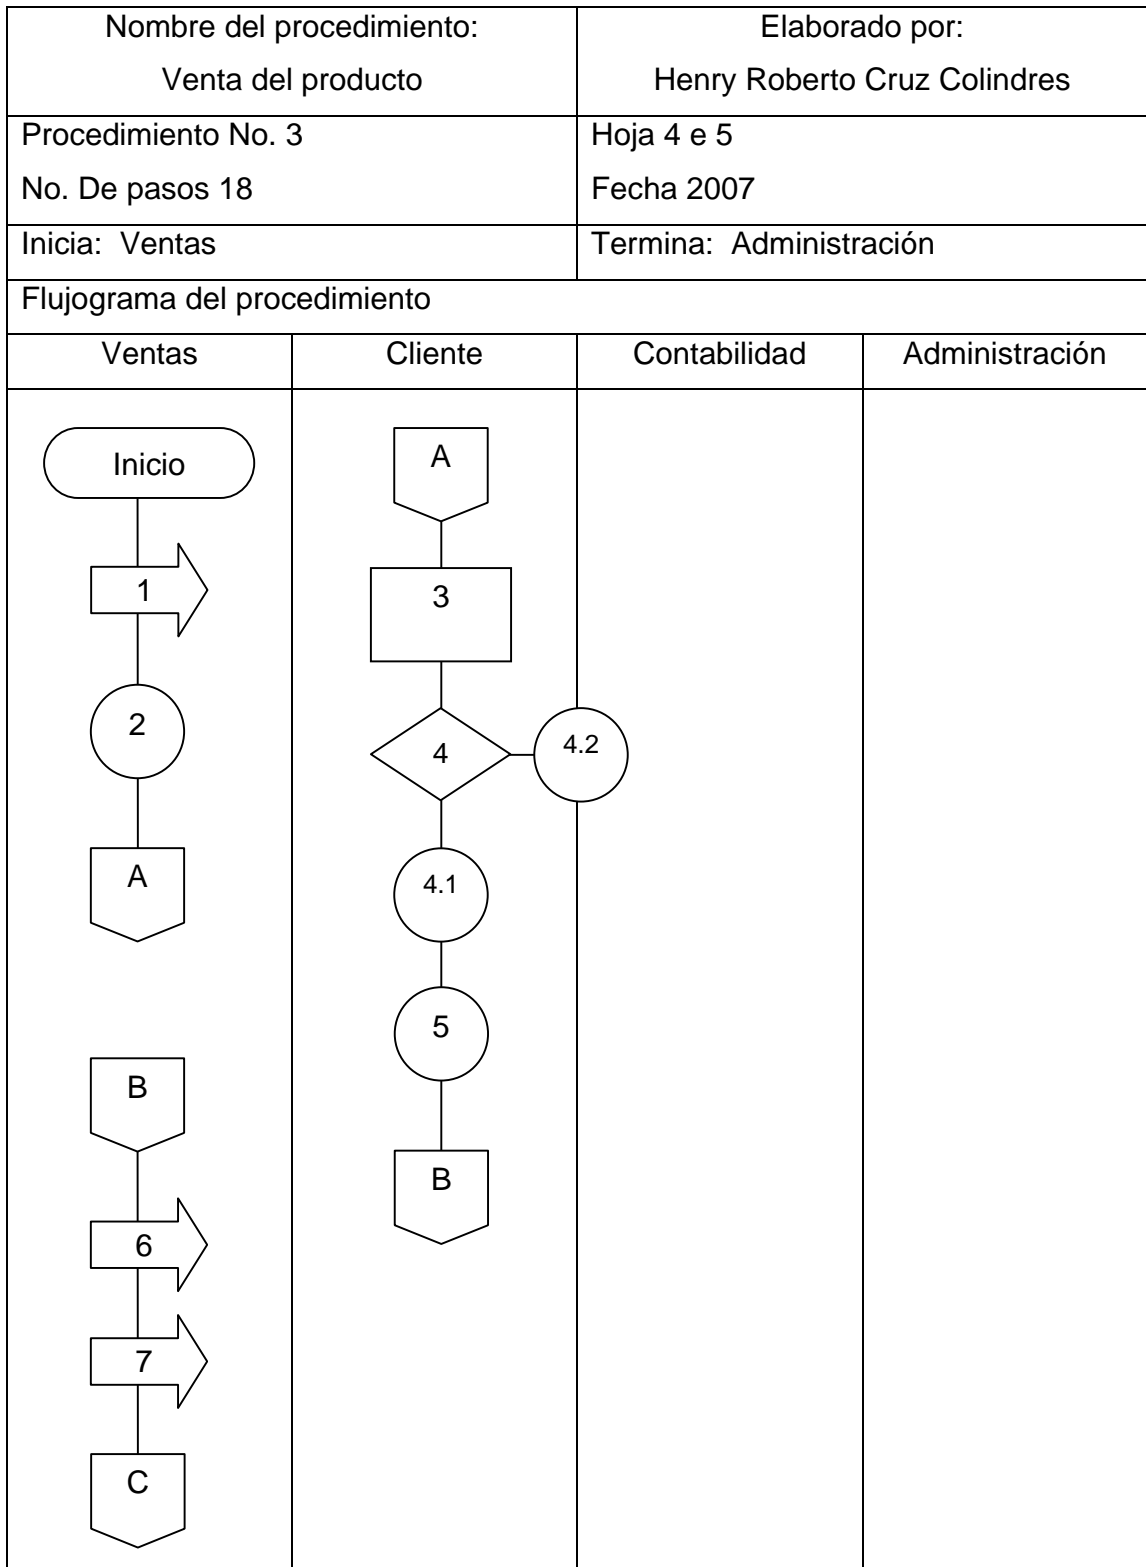 Nombre del procedimiento:
Venta del producto
Elaborado por:
Henry Roberto Cruz Colindres
Procedimiento No. 3
No. De pasos 18
Hoja 4 e 5
Fecha 2007
Inicia: Ventas
Termina: Administración
Flujograma del procedimiento
Ventas
Cliente
Contabilidad
Administración
Inicio
1
2
A
B
6
7
C
A
3
4
4.2
4.1
5
B